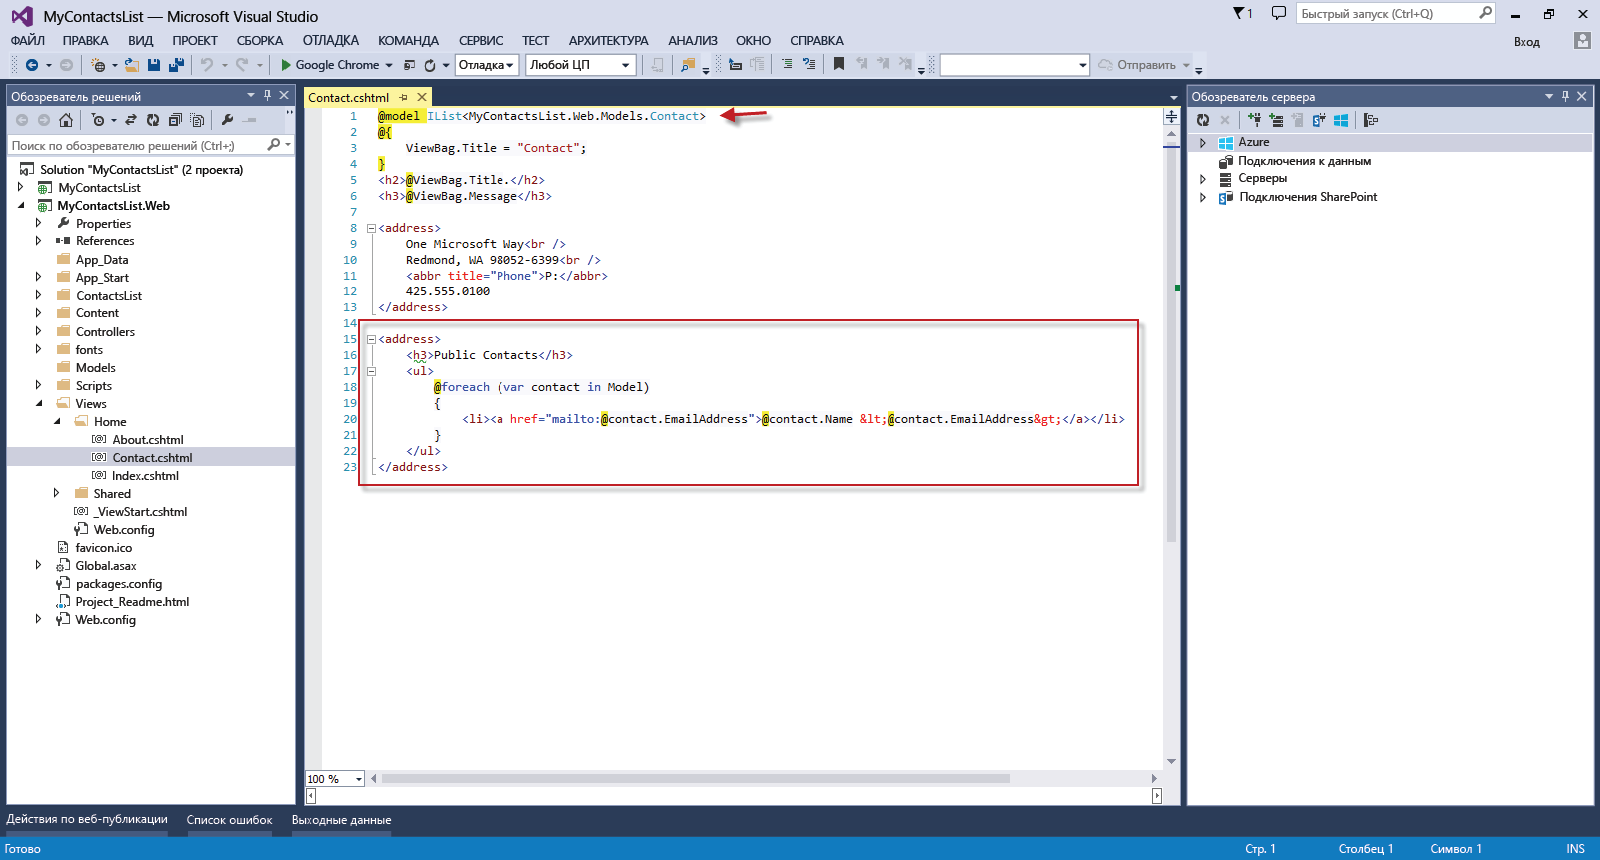 MyContactsList — Microsoft Visual Studio
1
Быстрый запуск (Ctrl+Q)
ФАЙЛ ПРАВКА ВИД ПРОЕКТ СБОРКА ОТЛАДКА КОМАНДА СЕРВИС ТЕСТ АРХИТЕКТУРА АНАЛИЗ ОКНО СПРАВКА
Вход
Google Chrome Отладка Любой ЦП Отправить
Обозреватель решений
Поиск по обозревателю решений (Ctrl+;)
Solution "MyContactsList" (2 проекта)
MyContactsList
MyContactsList.Web
Properties
References
App_Data
App_Start
ContactsList
Content
Controllers
fonts
Models
Scripts
Views
Home
[@] About.cshtml
[@] Contact.cshtml
[@] Index.cshtml
Shared
[@] _ViewStart.cshtml
Web.config
favicon.ico
Global.asax
packages.config
Project_Readme.html
Web.config
Contact.cshtml
1 @model IList<MyContactsList.Web.Models.Contact>
2 @{
3 ViewBag.Title = "Contact";
4 }
5 <h2>@ViewBag.Title.</h2>
6 <h3>@ViewBag.Message</h3>
7
8 <address>
9 One Microsoft Way<br />
10 Redmond, WA 98052-6399<br />
11 <abbr title="Phone">P:</abbr>
12 425.555.0100
13 </address>
14
15 <address>
16 <h3>Public Contacts</h3>
17 <ul>
18 @foreach (var contact in Model)
19 {
20 <li><a href="mailto:@contact.EmailAddress">@contact.Name &lt;@contact.EmailAddress&gt;</a></li>
21 }
22 </ul>
23 </address>
100 %
Обозреватель сервера
Azure
Подключения к данным
Серверы
Подключения SharePoint
Действия по веб-публикации Список ошибок Выходные данные
Готово Стр. 1 Столбец 1 Символ 1 INS